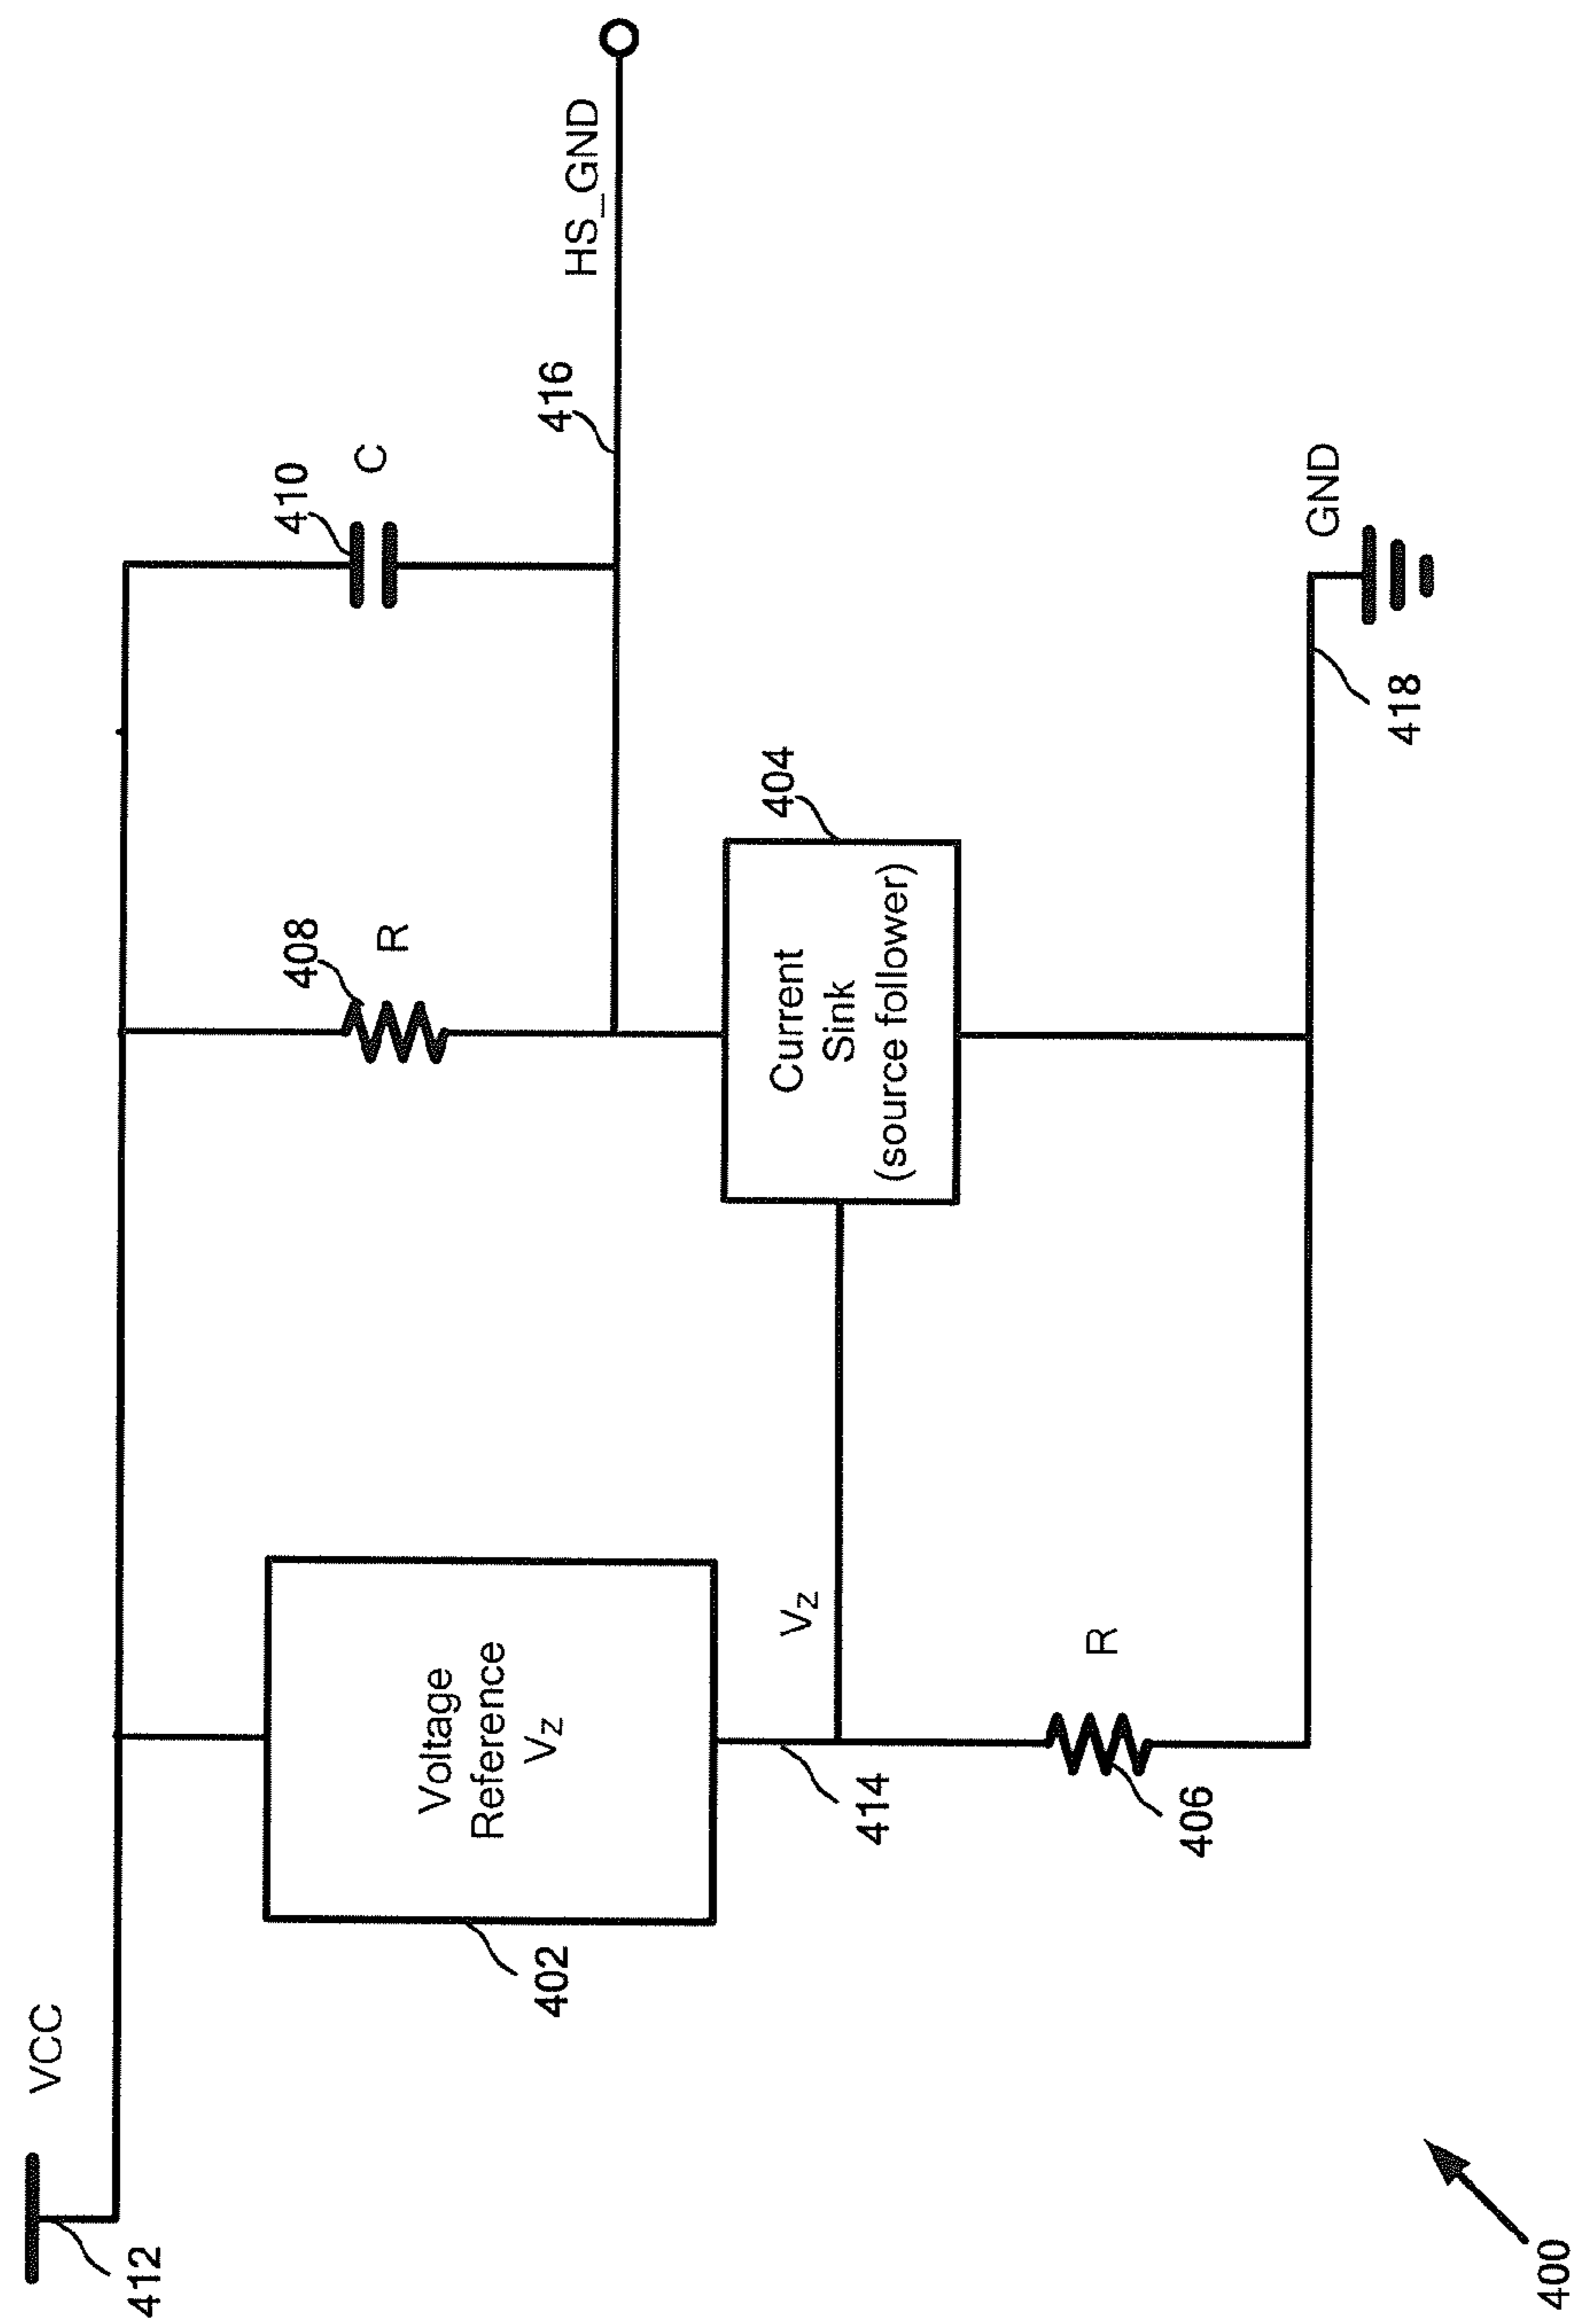 VCC
412
402
Voltage
Reference
VZ
414
VZ
406
R
408
R
410
C
416
HS_GND
404
Current
Sink
(source follower)
418
GND
400